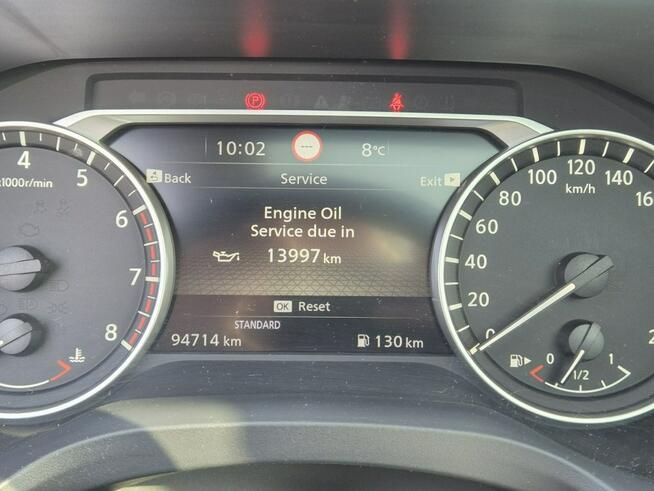 P
10:02
---
8°C
Back
Service
Exit
Engine Oil
Service due in
13997 km
OK Reset
STANDARD
94714 km
130 km
4
5
6
7
8
x1000r/min
0
20
40
60
80
100
120
140
km/h
0
1/2
1